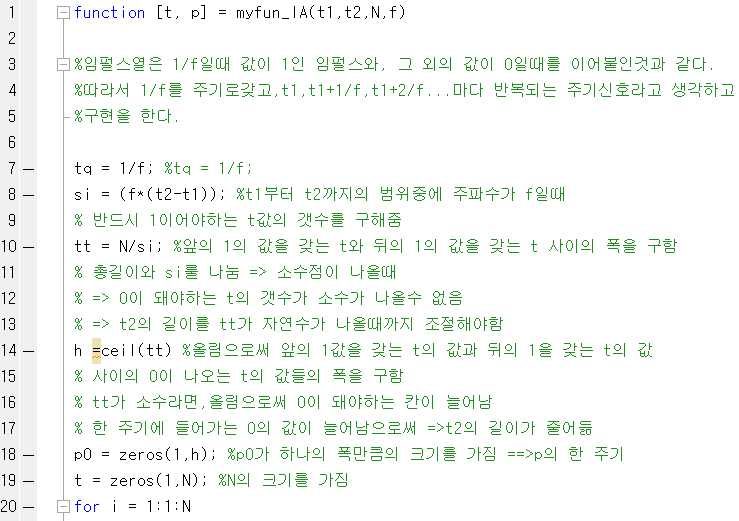 1 function [t, p] = myfun_IA(t1,t2,N,f)
2
3 %임펄스열은 1/f일때 값이 1인 임펄스와, 그 외의 값이 0일때를 이어붙인것과 같다.
4 %따라서 1/f를 주기로갖고,t1,t1+1/f,t1+2/f...마다 반복되는 주기신호라고 생각하고
5 %구현을 한다.
6
7 – tq = 1/f; %tq = 1/f;
8 – si = (f*(t2-t1)); %t1부터 t2까지의 범위중에 주파수가 f일때
9 % 반드시 1이어야하는 t값의 갯수를 구해줌
10 – tt = N/si; %앞의 1의 값을 갖는 t와 뒤의 1의 값을 갖는 t 사이의 폭을 구함
11 % 총길이와 si를 나눔 => 소수점이 나올때
12 % => 0이 돼야하는 t의 갯수가 소수가 나올수 없음
13 % => t2의 길이를 tt가 자연수가 나올때까지 조절해야함
14 – h =ceil(tt) %올림으로써 앞의 1값을 갖는 t의 값과 뒤의 1을 갖는 t의 값
15 % 사이의 0이 나오는 t의 값들의 폭을 구함
16 % tt가 소수라면,올림으로써 0이 돼야하는 칸이 늘어남
17 % 한 주기에 들어가는 0의 값이 늘어남으로써 =>t2의 길이가 줄어듦
18 – p0 = zeros(1,h); %p0가 하나의 폭만큼의 크기를 가짐 ==>p의 한 주기
19 – t = zeros(1,N); %N의 크기를 가짐
20 – for i = 1:1:N